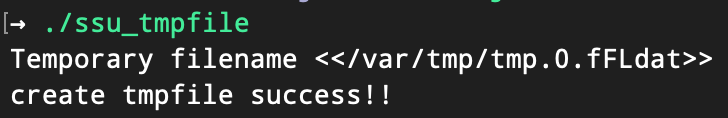 → ./ssu_tmpfile
Temporary filename <</var/tmp/tmp.0.fFLdat>>
create tmpfile success!!